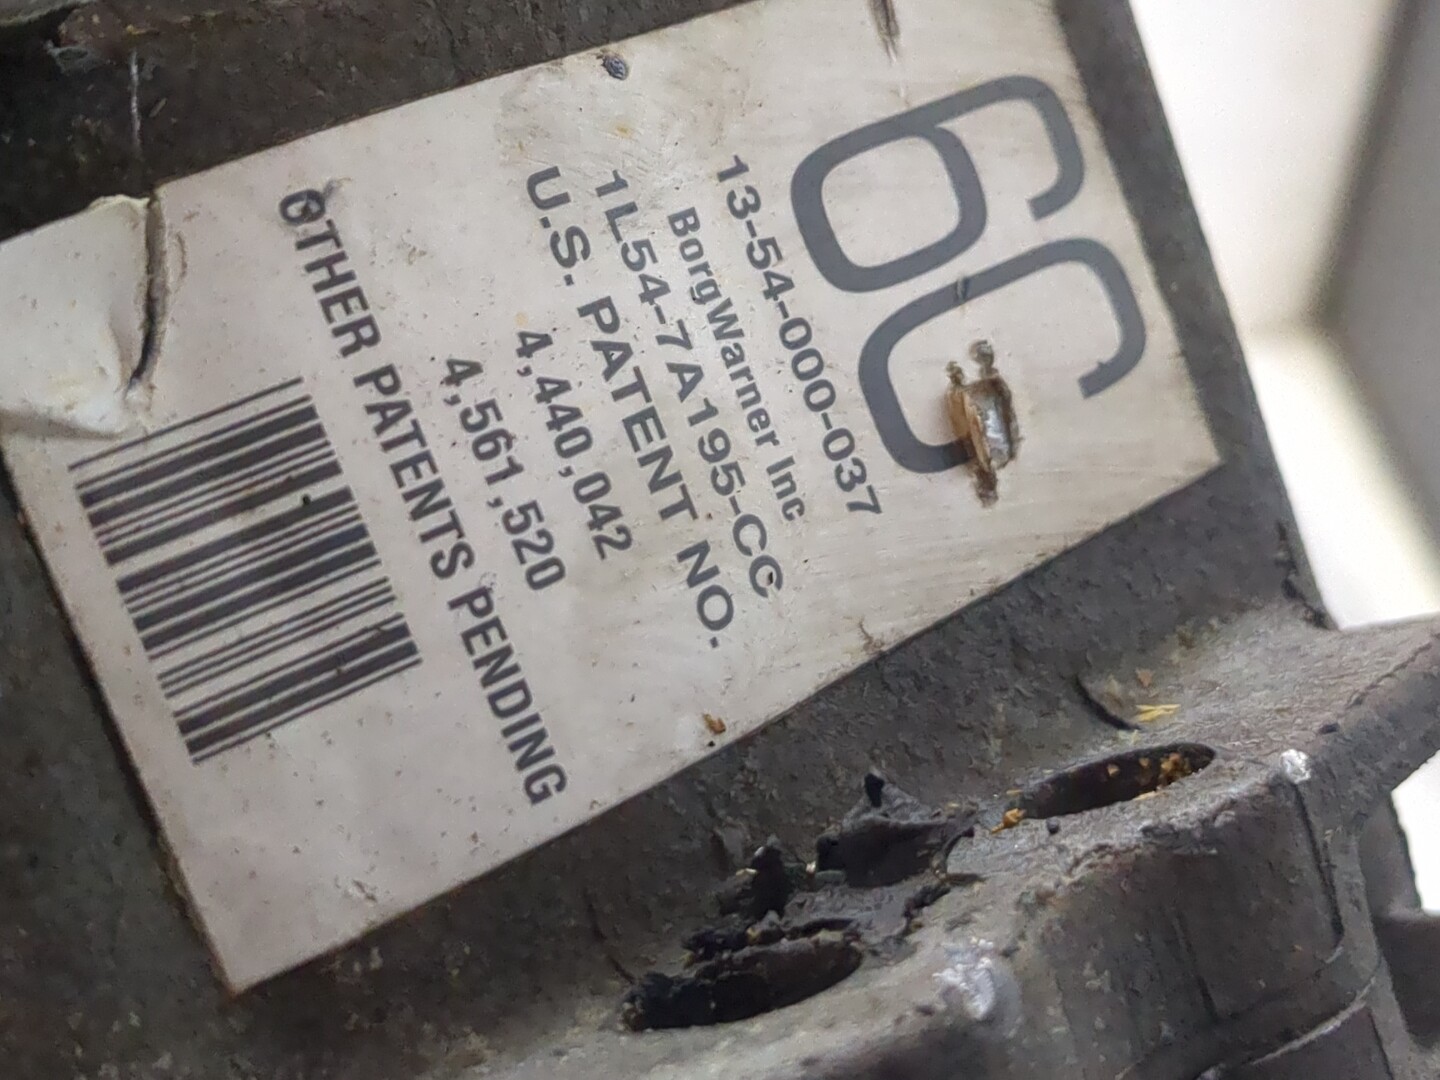 6C
13-54-000-037
BorgWarner Inc
1L54-7A195-CC
U.S. PATENT NO.
4,440,042
4,561,520
OTHER PATENTS PENDING